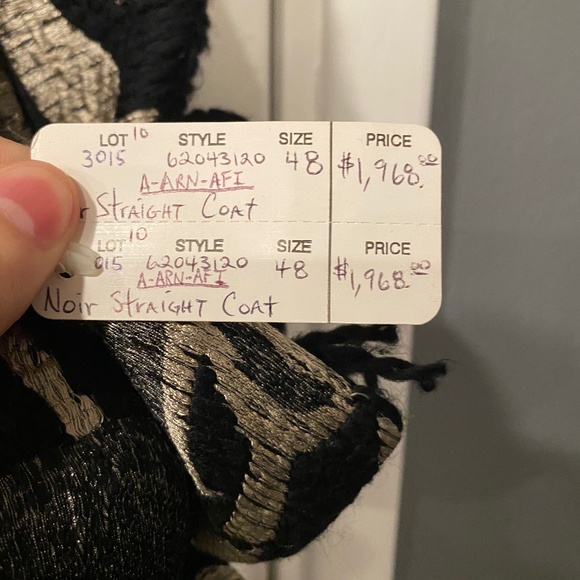 LOT 10 STYLE SIZE PRICE
3015 62043120 48 $1,968.00
A-ARN-AFI
Straight Coat
LOT 10 STYLE SIZE PRICE
015 62043120 48 $1,968.00
A-ARN-AFI
Noir Straight Coat